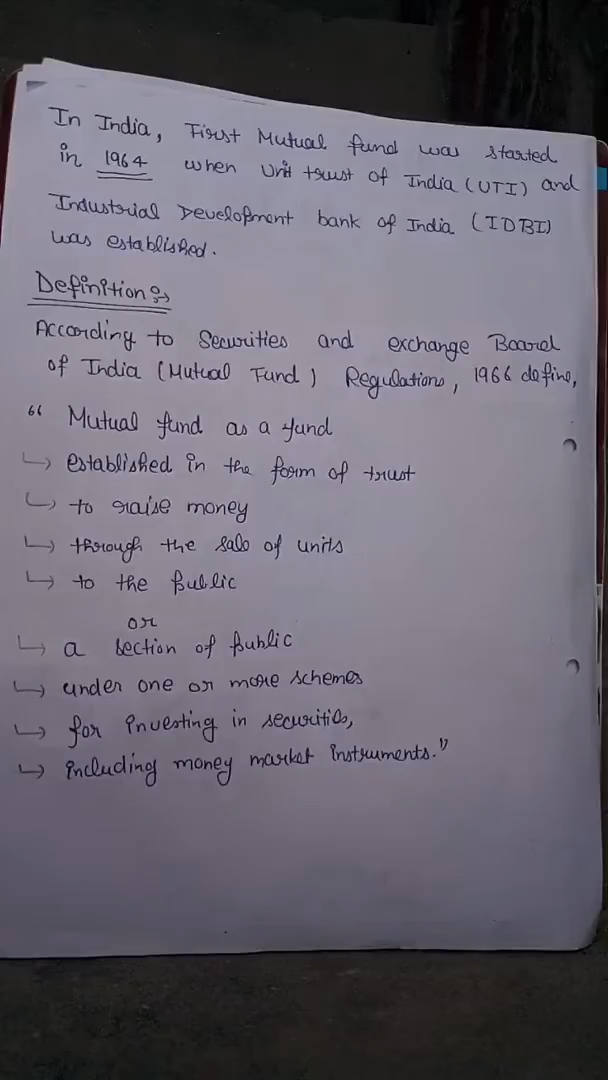 In India, First Mutual fund was started
in 1964 when Unit trust of India (UTI) and
Industrial Development bank of India (IDBI)
was established.
Definition :→
According to Securities and exchange Board
of India (Mutual Fund) Regulations, 1966 define,
“ Mutual fund as a fund
↳ established in the form of trust
↳ to raise money
↳ through the sale of units
↳ to the public
or
↳ a section of public
↳ under one or more schemes
↳ for investing in securities,
↳ including money market instruments.”